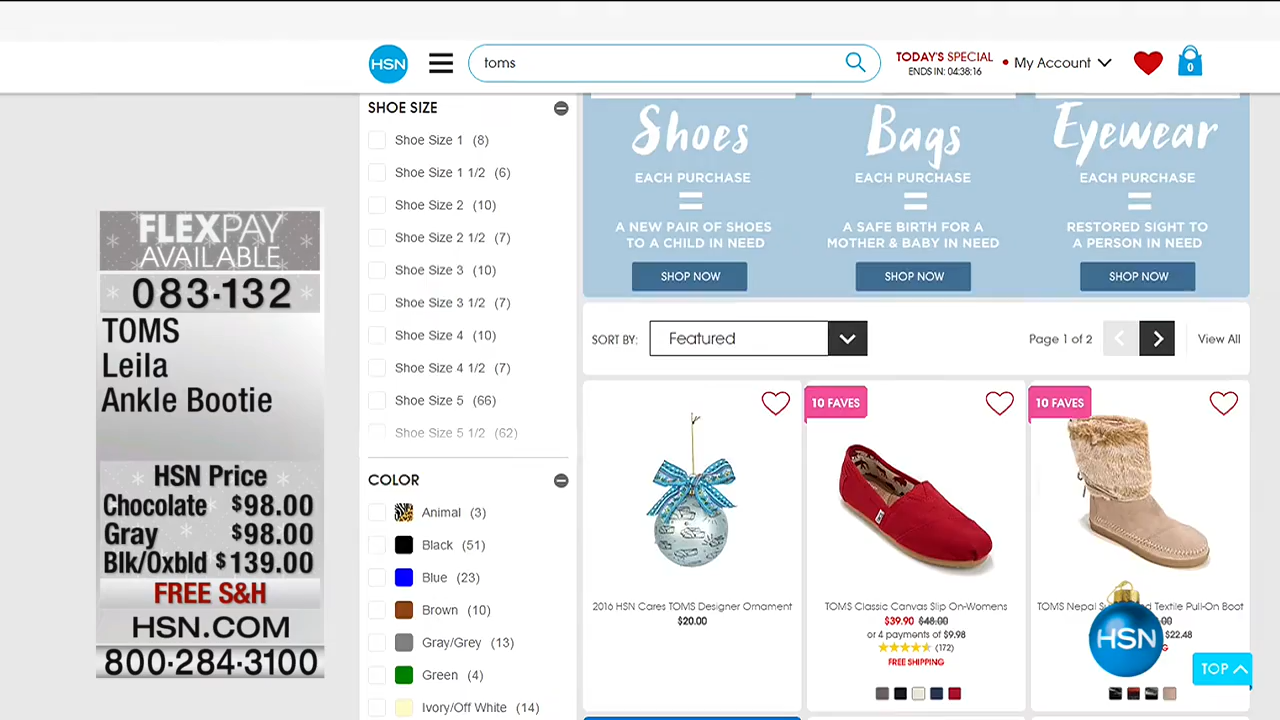 HSN
toms
TODAY'S SPECIAL
ENDS IN: 04:38:16
My Account
0
FLEXPAY
AVAILABLE
083·132
TOMS
Leila
Ankle Bootie
HSN Price
Chocolate $98.00
Gray $98.00
Blk/Oxbld $139.00
FREE S&H
HSN.COM
800·284·3100
SHOE SIZE
Shoe Size 1 (8)
Shoe Size 1 1/2 (6)
Shoe Size 2 (10)
Shoe Size 2 1/2 (7)
Shoe Size 3 (10)
Shoe Size 3 1/2 (7)
Shoe Size 4 (10)
Shoe Size 4 1/2 (7)
Shoe Size 5 (66)
Shoe Size 5 1/2 (62)
COLOR
Animal (3)
Black (51)
Blue (23)
Brown (10)
Gray/Grey (13)
Green (4)
Ivory/Off White (14)
Shoes
EACH PURCHASE
=
A NEW PAIR OF SHOES
TO A CHILD IN NEED
SHOP NOW
Bags
EACH PURCHASE
=
A SAFE BIRTH FOR A
MOTHER & BABY IN NEED
SHOP NOW
Eyewear
EACH PURCHASE
=
RESTORED SIGHT TO
A PERSON IN NEED
SHOP NOW
SORT BY: Featured
Page 1 of 2
View All
2016 HSN Cares TOMS Designer Ornament
$20.00
10 FAVES
TOMS Classic Canvas Slip On-Womens
$39.90 $48.00
or 4 payments of $9.98
(172)
FREE SHIPPING
10 FAVES
TOMS Nepal Textile Pull-On Boot
$22.48
HSN
TOP